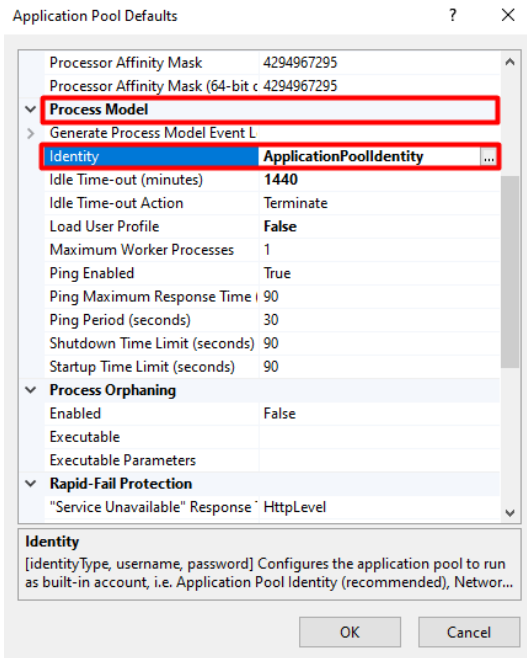 Application Pool Defaults ?
Processor Affinity Mask 4294967295
Processor Affinity Mask (64-bit c 4294967295
Process Model
Generate Process Model Event L
Identity ApplicationPoolIdentity ...
Idle Time-out (minutes) 1440
Idle Time-out Action Terminate
Load User Profile False
Maximum Worker Processes 1
Ping Enabled True
Ping Maximum Response Time ( 90
Ping Period (seconds) 30
Shutdown Time Limit (seconds) 90
Startup Time Limit (seconds) 90
Process Orphaning
Enabled False
Executable
Executable Parameters
Rapid-Fail Protection
"Service Unavailable" Response HttpLevel
Identity
[identityType, username, password] Configures the application pool to run
as built-in account, i.e. Application Pool Identity (recommended), Networ...
OK Cancel